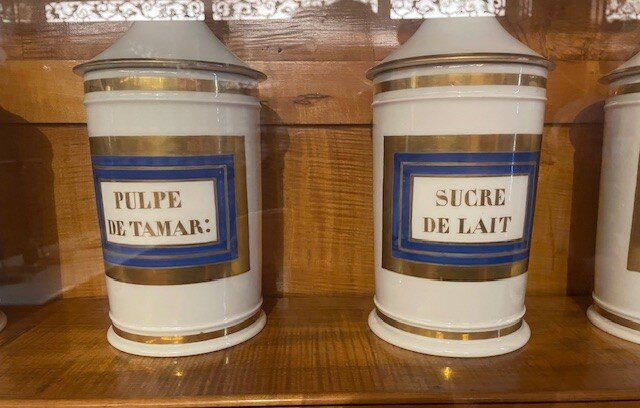 PULPE
DE TAMAR:
SUCRE
DE LAIT